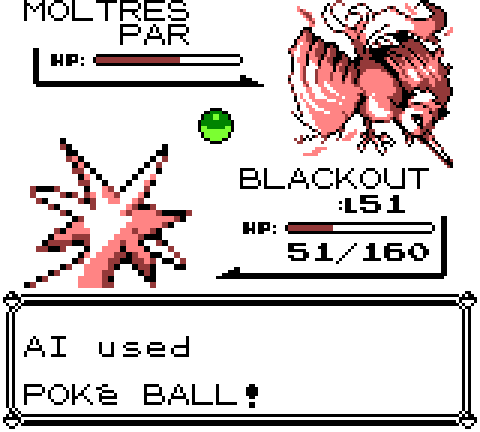 MOLTRES
PAR
HP:
BLACKOUT
:L51
HP:
51/160
AI used
POKé BALL!